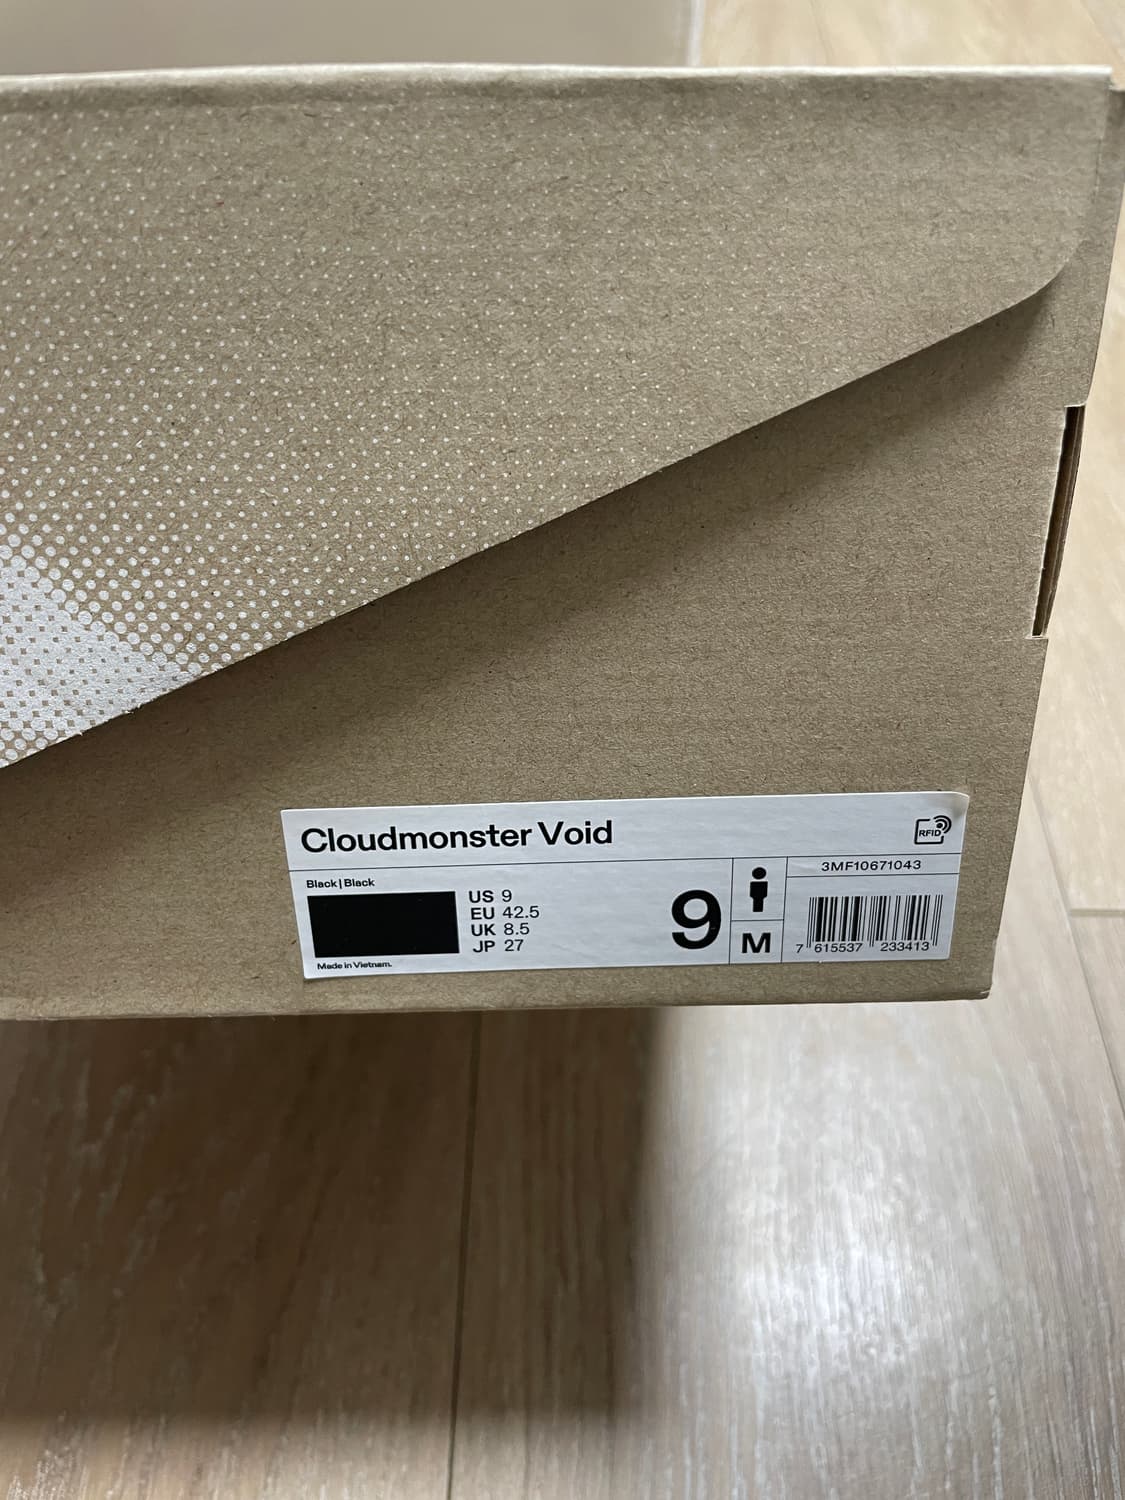 Cloudmonster Void
RFID
Black | Black
US 9
EU 42.5
UK 8.5
JP 27
Made in Vietnam.
9
M
3MF10671043
7 615537 233413